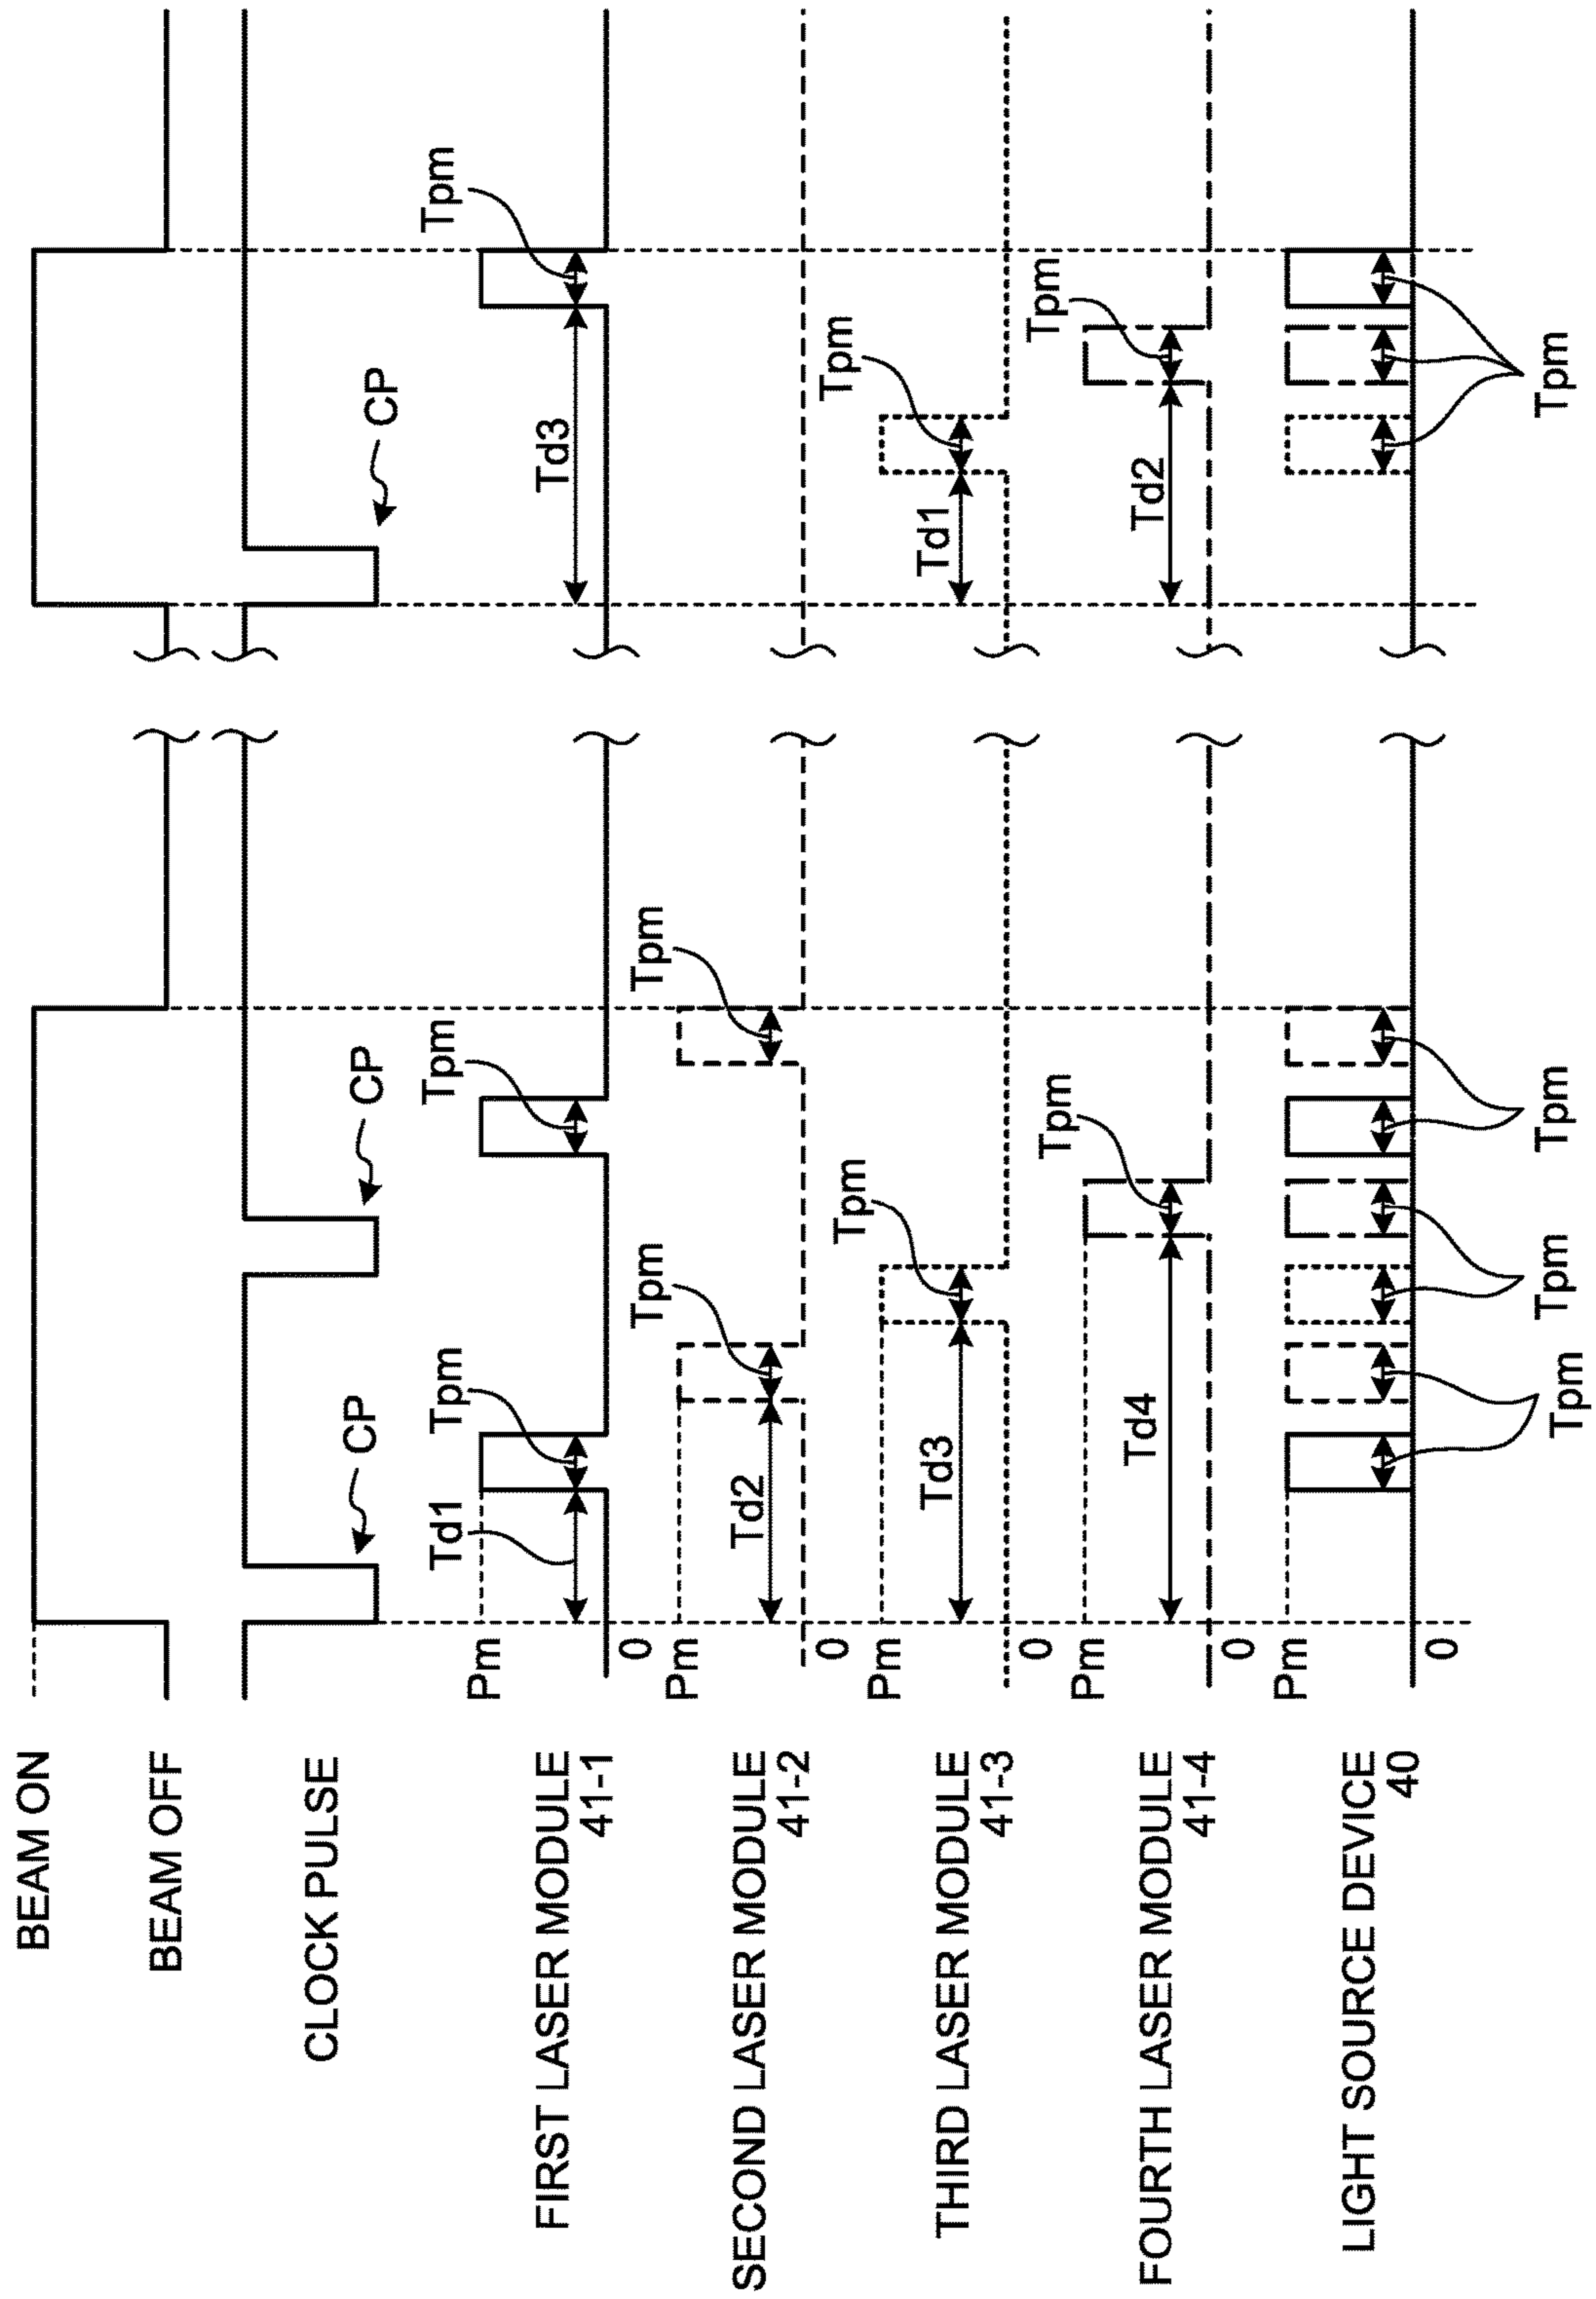 BEAM ON
BEAM OFF
CLOCK PULSE
CP
CP
CP
FIRST LASER MODULE
41-1
Pm
0
Td1
Tpm
Tpm
Td3
Tpm
SECOND LASER MODULE
41-2
Pm
0
Td2
Tpm
Tpm
THIRD LASER MODULE
41-3
Pm
0
Td3
Tpm
Td1
Tpm
FOURTH LASER MODULE
41-4
Pm
0
Td4
Tpm
Td2
Tpm
LIGHT SOURCE DEVICE
40
Pm
0
Tpm
Tpm
Tpm
Tpm